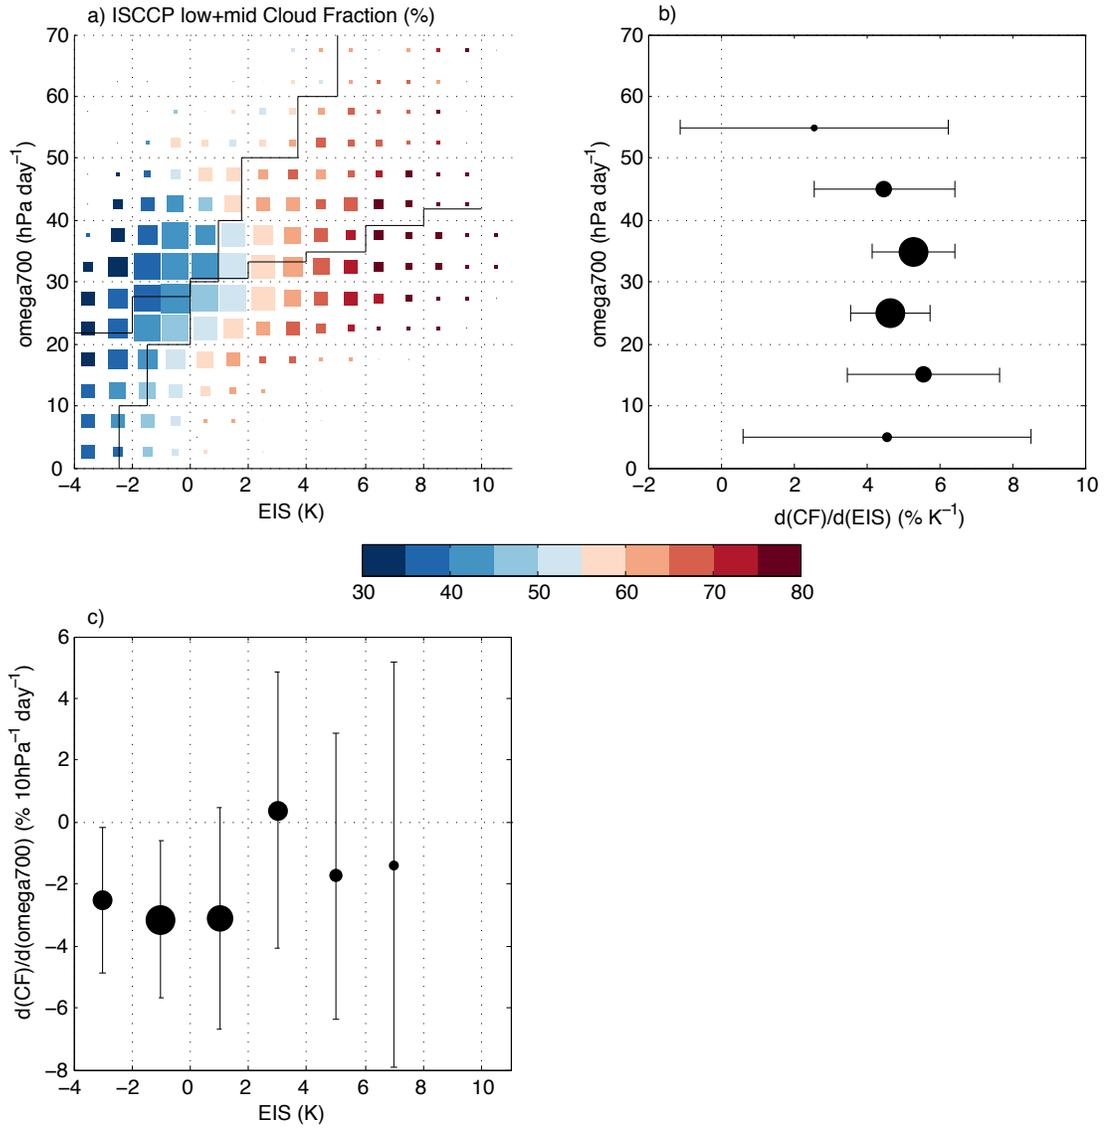 a) ISCCP low+mid Cloud Fraction (%)
70
60
50
40
30
20
10
0
omega700 (hPa day⁻¹)
−4 −2 0 2 4 6 8 10
EIS (K)
b)
70
60
50
40
30
20
10
0
omega700 (hPa day⁻¹)
−2 0 2 4 6 8 10
d(CF)/d(EIS) (% K⁻¹)
30 40 50 60 70 80
c)
6
4
2
0
−2
−4
−6
−8
d(CF)/d(omega700) (% 10hPa⁻¹ day⁻¹)
−4 −2 0 2 4 6 8 10
EIS (K)